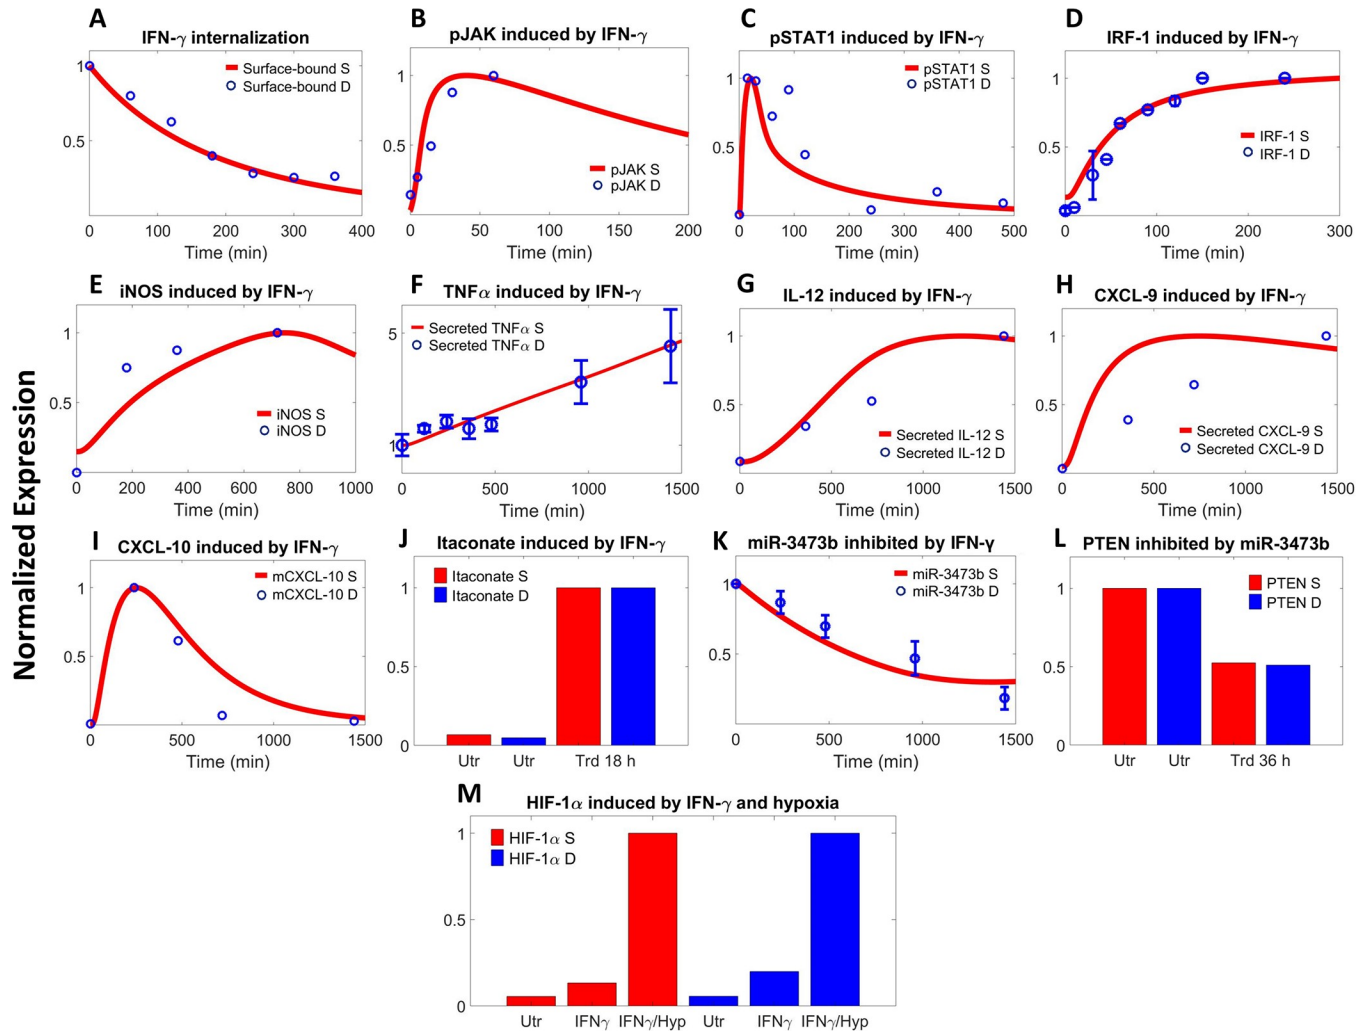 A
IFN-γ internalization
Surface-bound S
Surface-bound D
1
0.5
0 100 200 300 400
Time (min)
B
pJAK induced by IFN-γ
1
0.5
pJAK S
pJAK D
0 50 100 150 200
Time (min)
C
pSTAT1 induced by IFN-γ
pSTAT1 S
pSTAT1 D
1
0.5
0 100 200 300 400 500
Time (min)
D
IRF-1 induced by IFN-γ
1
0.5
IRF-1 S
IRF-1 D
0 100 200 300
Time (min)
Normalized Expression
E
iNOS induced by IFN-γ
1
0.5
iNOS S
iNOS D
0 200 400 600 800 1000
Time (min)
F
TNFα induced by IFN-γ
Secreted TNFα S
Secreted TNFα D
5
1
0 500 1000 1500
Time (min)
G
IL-12 induced by IFN-γ
1
0.5
Secreted IL-12 S
Secreted IL-12 D
0 500 1000 1500
Time (min)
H
CXCL-9 induced by IFN-γ
1
0.5
Secreted CXCL-9 S
Secreted CXCL-9 D
0 500 1000 1500
Time (min)
I
CXCL-10 induced by IFN-γ
mCXCL-10 S
mCXCL-10 D
1
0.5
0 500 1000 1500
Time (min)
J
Itaconate induced by IFN-γ
Itaconate S
Itaconate D
1
0.5
0
Utr Utr Trd 18 h
K
miR-3473b inhibited by IFN-γ
miR-3473b S
miR-3473b D
1
0.5
0 500 1000 1500
Time (min)
L
PTEN inhibited by miR-3473b
PTEN S
PTEN D
1
0.5
0
Utr Utr Trd 36 h
M
HIF-1α induced by IFN-γ and hypoxia
HIF-1α S
HIF-1α D
1
0.5
0
Utr IFNγ IFNγ/Hyp Utr IFNγ IFNγ/Hyp